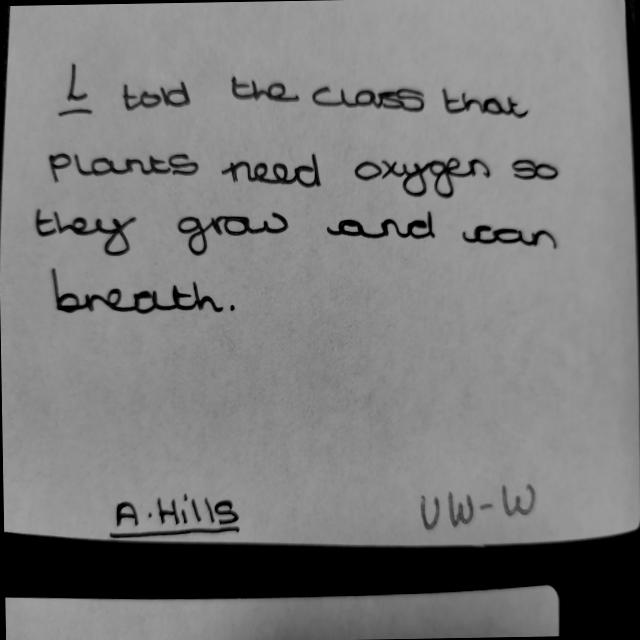 L told the class that
plants need oxygen so
they grow and can
breath.
A. Hills
UW-W